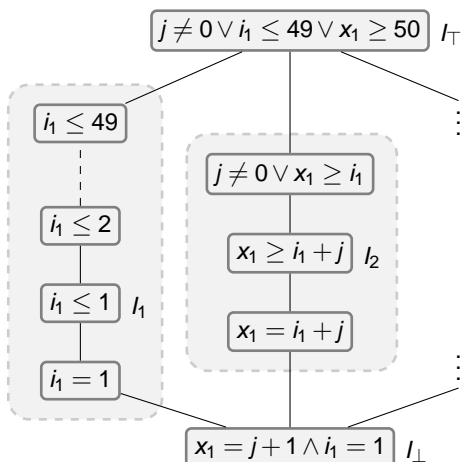 j ≠ 0 ∨ i₁ ≤ 49 ∨ x₁ ≥ 50 I⊤
i₁ ≤ 49
⋮
j ≠ 0 ∨ x₁ ≥ i₁
i₁ ≤ 2
x₁ ≥ i₁ + j I₂
i₁ ≤ 1 I₁
x₁ = i₁ + j
i₁ = 1
⋮
x₁ = j + 1 ∧ i₁ = 1 I⊥